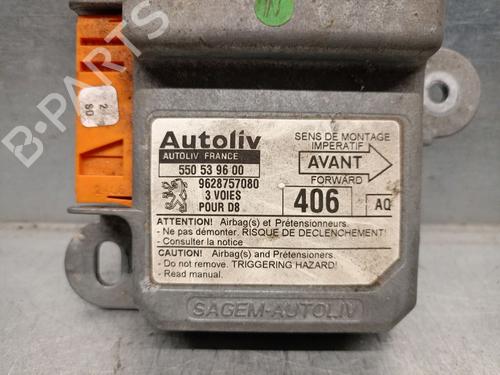 B-PARTS
Autoliv
AUTOLIV FRANCE
550 53 96 00
9628757080
3 VOIES
POUR D8
SENS DE MONTAGE
IMPERATIF
AVANT
FORWARD
406
AQ
ATTENTION! Airbag(s) et Prétensionneurs.
- Ne pas démonter. RISQUE DE DECLENCHEMENT!
- Consulter la notice
CAUTION! Airbag(s) and Pretensioners.
- Do not remove. TRIGGERING HAZARD!
- Read manual.
SAGEM-AUTOLIV